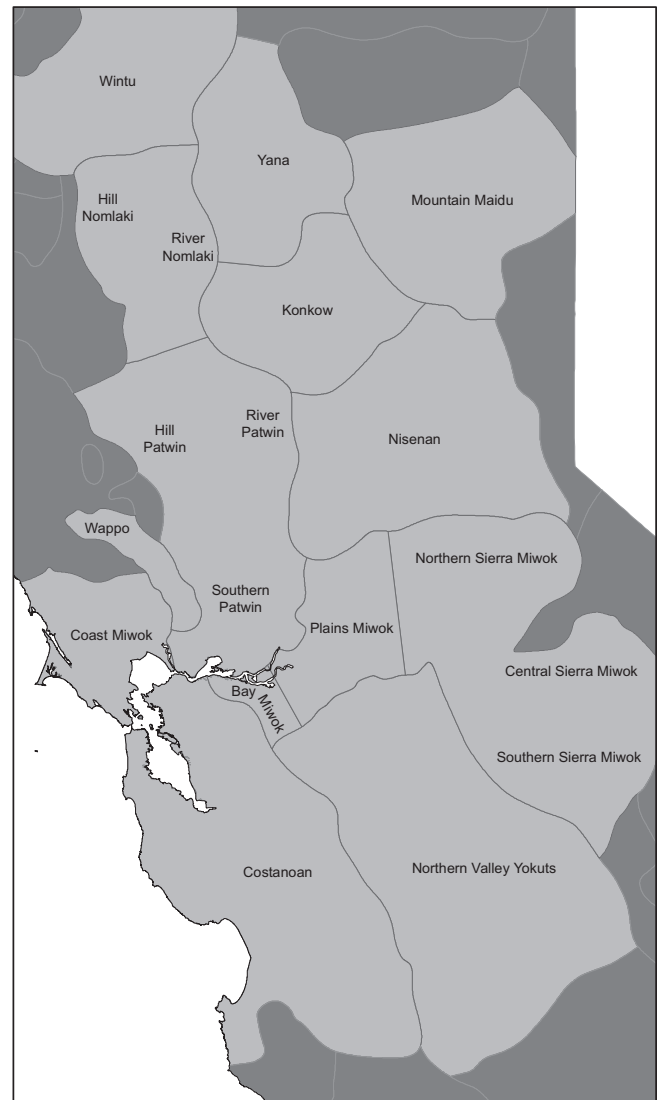 Wintu
Yana
Mountain Maidu
Hill
Nomlaki
River
Nomlaki
Konkow
Hill
Patwin
River
Patwin
Nisenan
Wappo
Northern Sierra Miwok
Southern
Patwin
Coast Miwok
Plains Miwok
Central Sierra Miwok
Bay Miwok
Southern Sierra Miwok
Costanoan
Northern Valley Yokuts